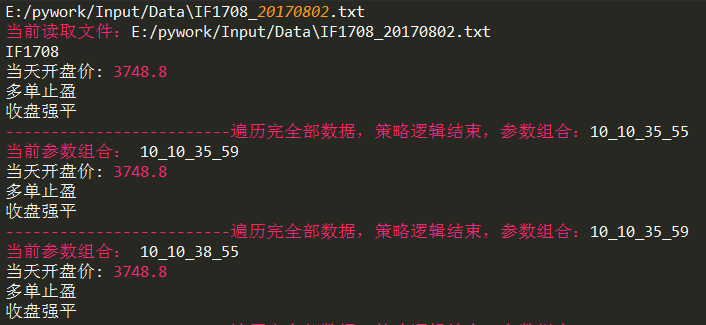 E:/pywork/Input/Data\IF1708_20170802.txt
当前读取文件：E:/pywork/Input/Data\IF1708_20170802.txt
IF1708
当天开盘价: 3748.8
多单止盈
收盘强平
-------------------------遍历完全部数据，策略逻辑结束，参数组合：10_10_35_55
当前参数组合： 10_10_35_59
当天开盘价: 3748.8
多单止盈
收盘强平
-------------------------遍历完全部数据，策略逻辑结束，参数组合：10_10_35_59
当前参数组合： 10_10_38_55
当天开盘价: 3748.8
多单止盈
收盘强平